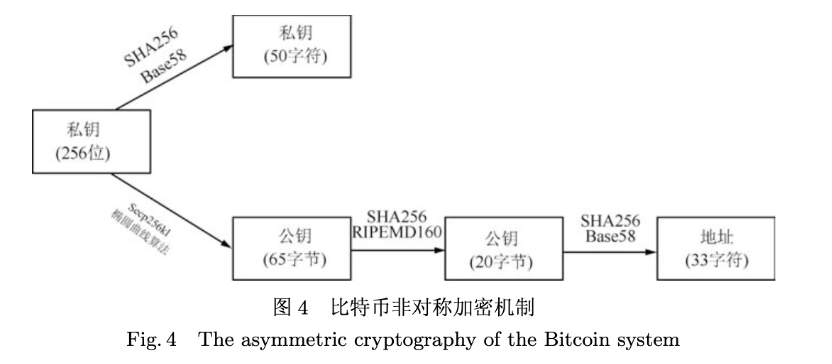 私钥
(50字符)
SHA256
Base58
私钥
(256位)
Secp256k1
椭圆曲线算法
公钥
(65字节)
SHA256
RIPEMD160
公钥
(20字节)
SHA256
Base58
地址
(33字符)
图 4 比特币非对称加密机制
Fig. 4 The asymmetric cryptography of the Bitcoin system